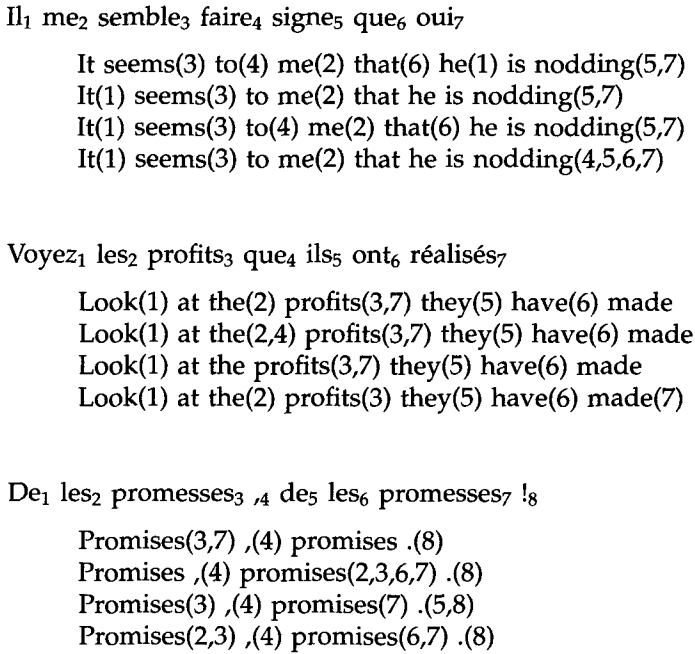 Il₁ me₂ semble₃ faire₄ signe₅ que₆ oui₇
It seems(3) to(4) me(2) that(6) he(1) is nodding(5,7)
It(1) seems(3) to me(2) that he is nodding(5,7)
It(1) seems(3) to(4) me(2) that(6) he is nodding(5,7)
It(1) seems(3) to me(2) that he is nodding(4,5,6,7)
Voyez₁ les₂ profits₃ que₄ ils₅ ont₆ réalisés₇
Look(1) at the(2) profits(3,7) they(5) have(6) made
Look(1) at the(2,4) profits(3,7) they(5) have(6) made
Look(1) at the profits(3,7) they(5) have(6) made
Look(1) at the(2) profits(3) they(5) have(6) made(7)
De₁ les₂ promesses₃ ,₄ de₅ les₆ promesses₇ !₈
Promises(3,7) ,(4) promises .(8)
Promises ,(4) promises(2,3,6,7) .(8)
Promises(3) ,(4) promises(7) .(5,8)
Promises(2,3) ,(4) promises(6,7) .(8)